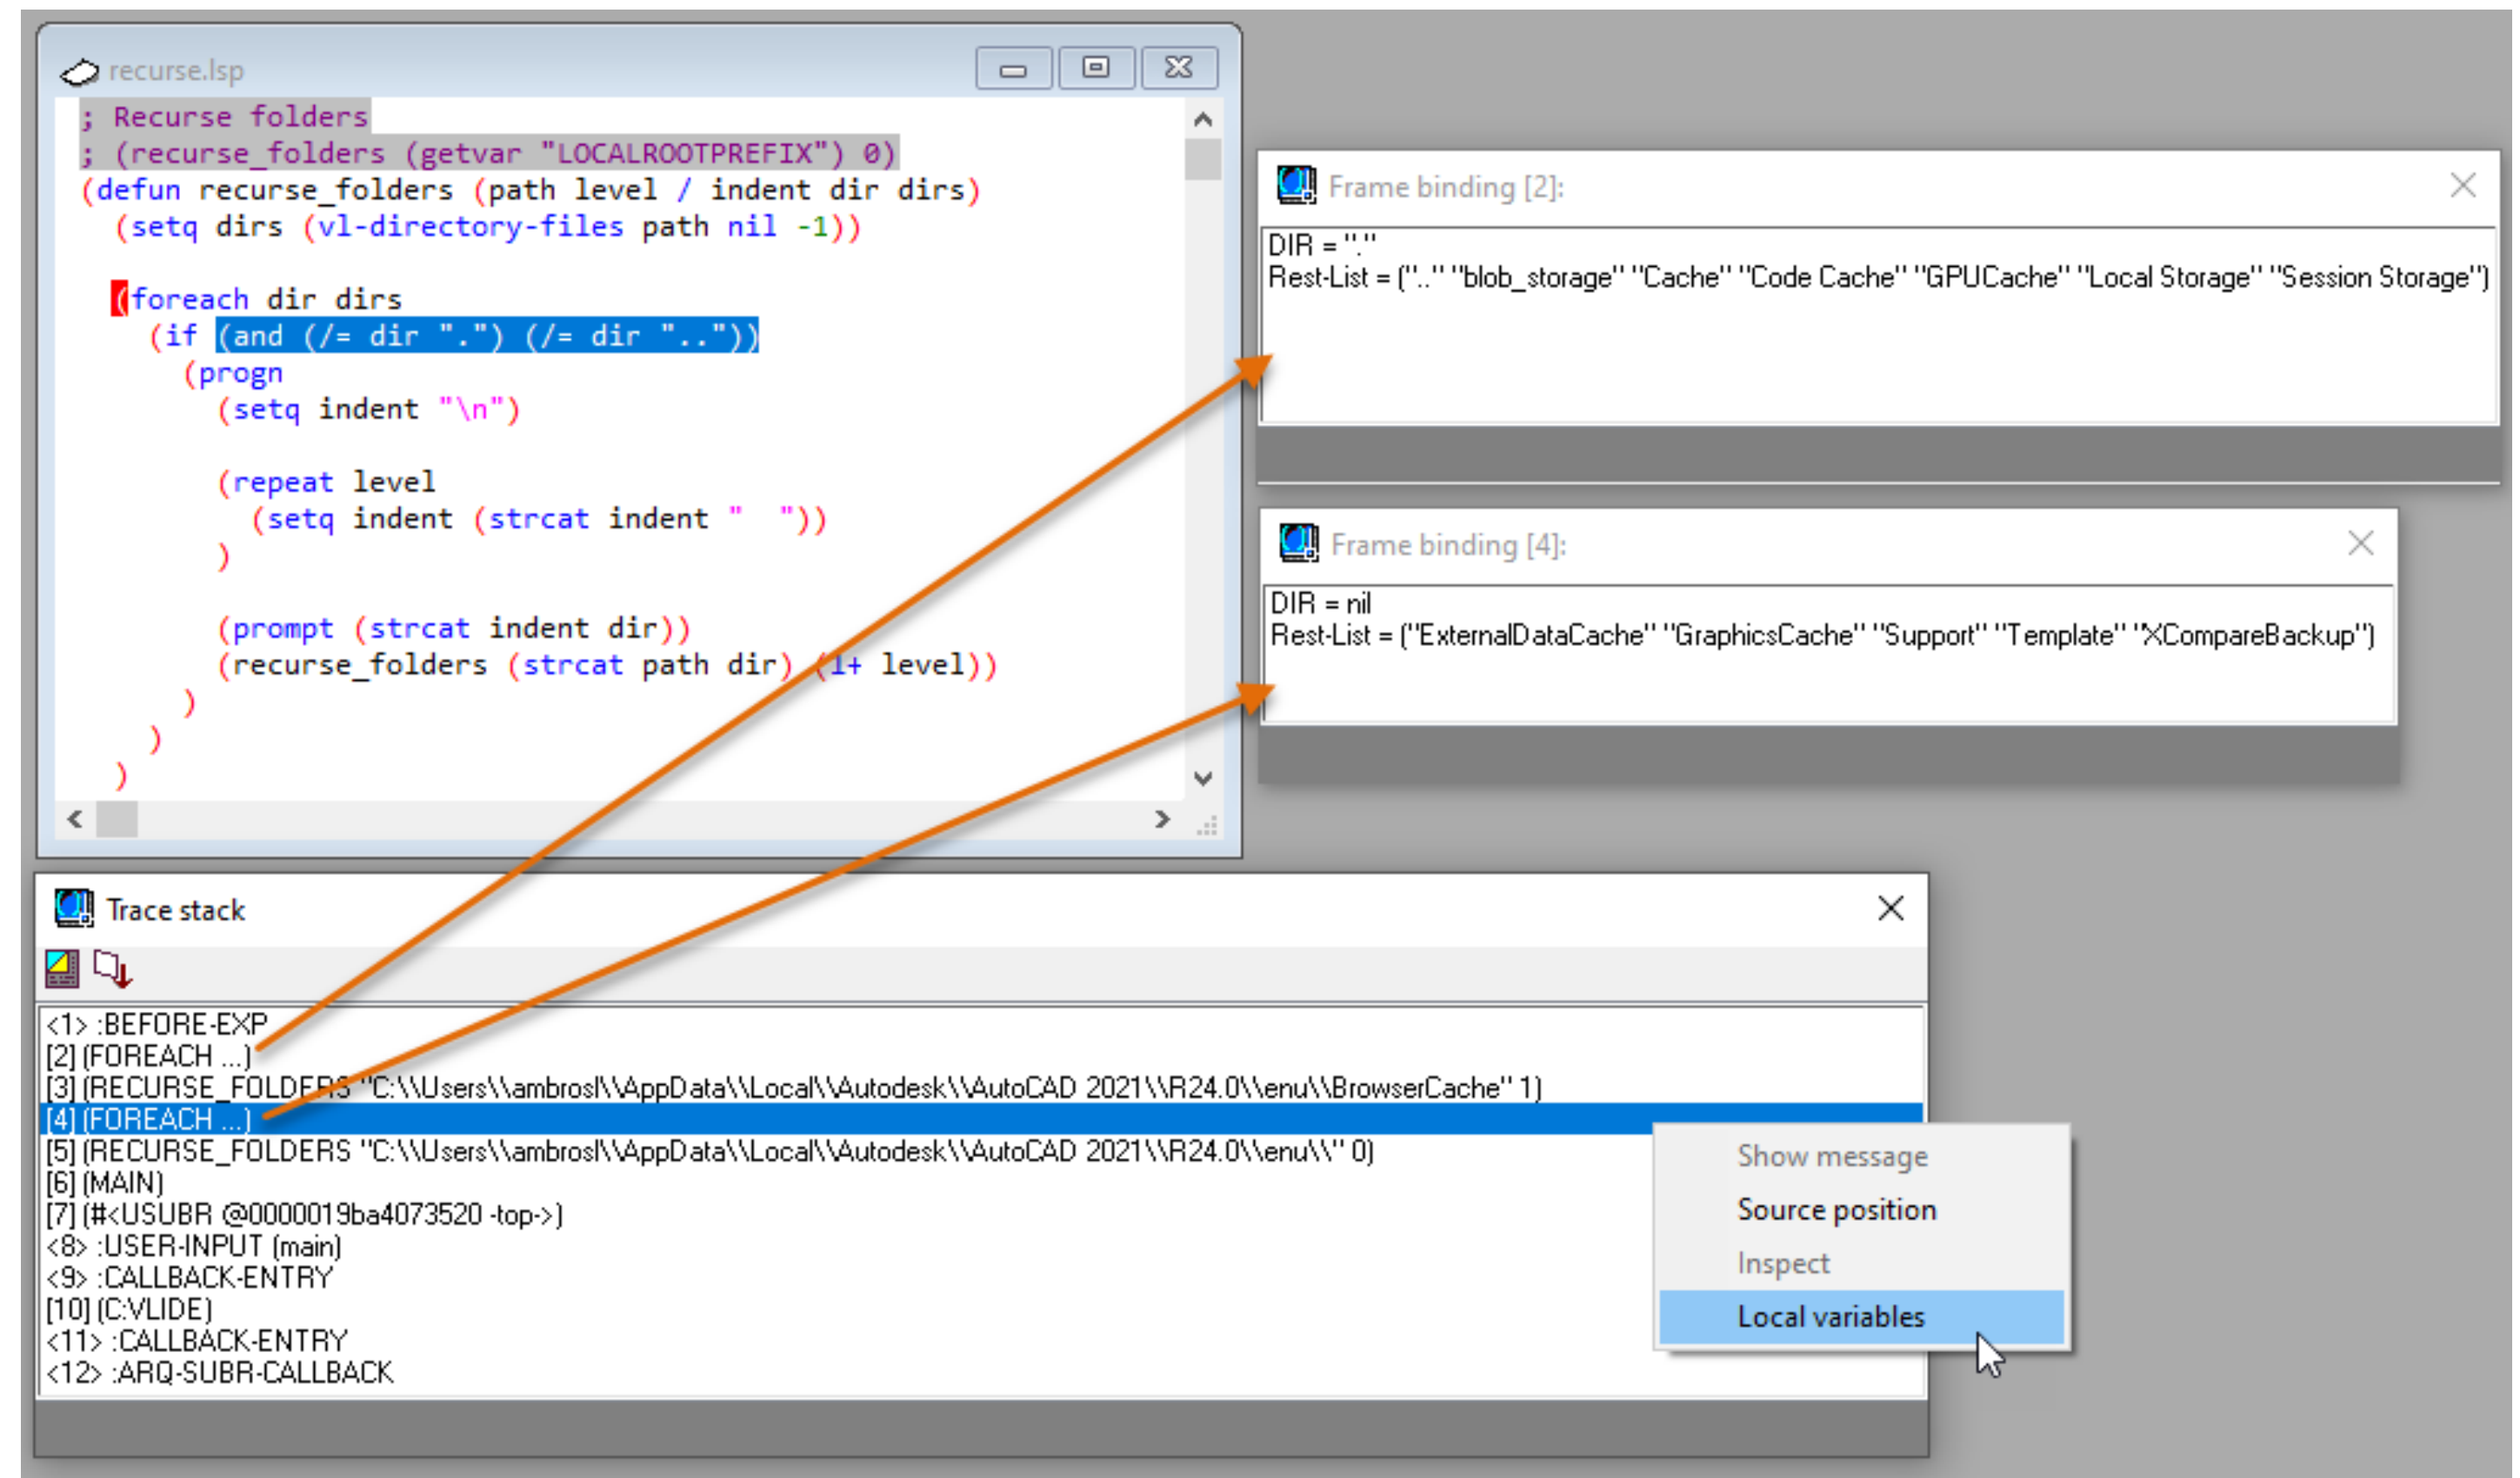 recurse.lsp
; Recurse folders
; (recurse_folders (getvar "LOCALROOTPREFIX") 0)
(defun recurse_folders (path level / indent dir dirs)
(setq dirs (vl-directory-files path nil -1))
(foreach dir dirs
(if (and (/= dir ".") (/= dir ".."))
(progn
(setq indent "\n")
(repeat level
(setq indent (strcat indent "  "))
)
(prompt (strcat indent dir))
(recurse_folders (strcat path dir) (1+ level))
)
)
)
Frame binding [2]:
DIR = "."
Rest-List = (".." "blob_storage" "Cache" "Code Cache" "GPUCache" "Local Storage" "Session Storage")
Frame binding [4]:
DIR = nil
Rest-List = ("ExternalDataCache" "GraphicsCache" "Support" "Template" "XCompareBackup")
Trace stack
<1> :BEFORE-EXP
[2] (FOREACH ...)
[3] (RECURSE_FOLDERS "C:\\Users\\ambrosl\\AppData\\Local\\Autodesk\\AutoCAD 2021\\R24.0\\enu\\BrowserCache" 1)
[4] (FOREACH ...)
[5] (RECURSE_FOLDERS "C:\\Users\\ambrosl\\AppData\\Local\\Autodesk\\AutoCAD 2021\\R24.0\\enu\\" 0)
[6] (MAIN)
[7] (#<USUBR @0000019ba4073520 -top->)
<8> :USER-INPUT (main)
<9> :CALLBACK-ENTRY
[10] (C:VLIDE)
<11> :CALLBACK-ENTRY
<12> :ARQ-SUBR-CALLBACK
Show message
Source position
Inspect
Local variables